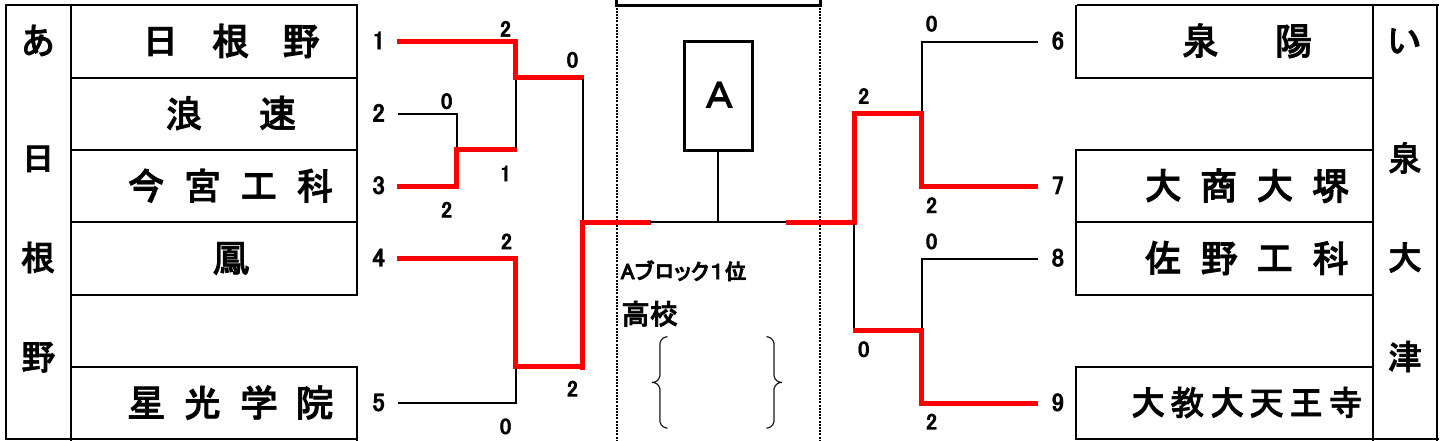 あ日根野
日根野 1
浪速 2
今宮工科 3
鳳 4
星光学院 5
2
0
0
1
2
2
2
0
A
Aブロック1位
高校
0
2
2
0
0
2
6 泉陽
7 大商大堺
8 佐野工科
9 大教大天王寺
い泉大津